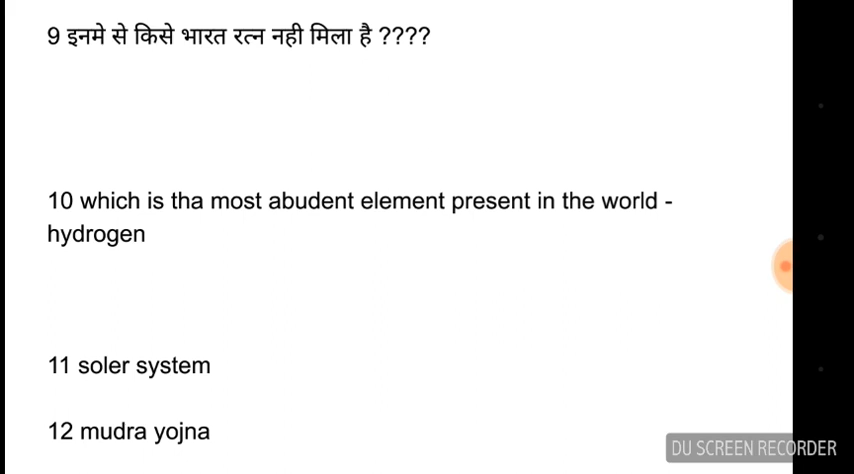 9 इनमे से किसे भारत रत्न नही मिला है ????
10 which is tha most abudent element present in the world -
hydrogen
11 soler system
12 mudra yojna
DU SCREEN RECORDER